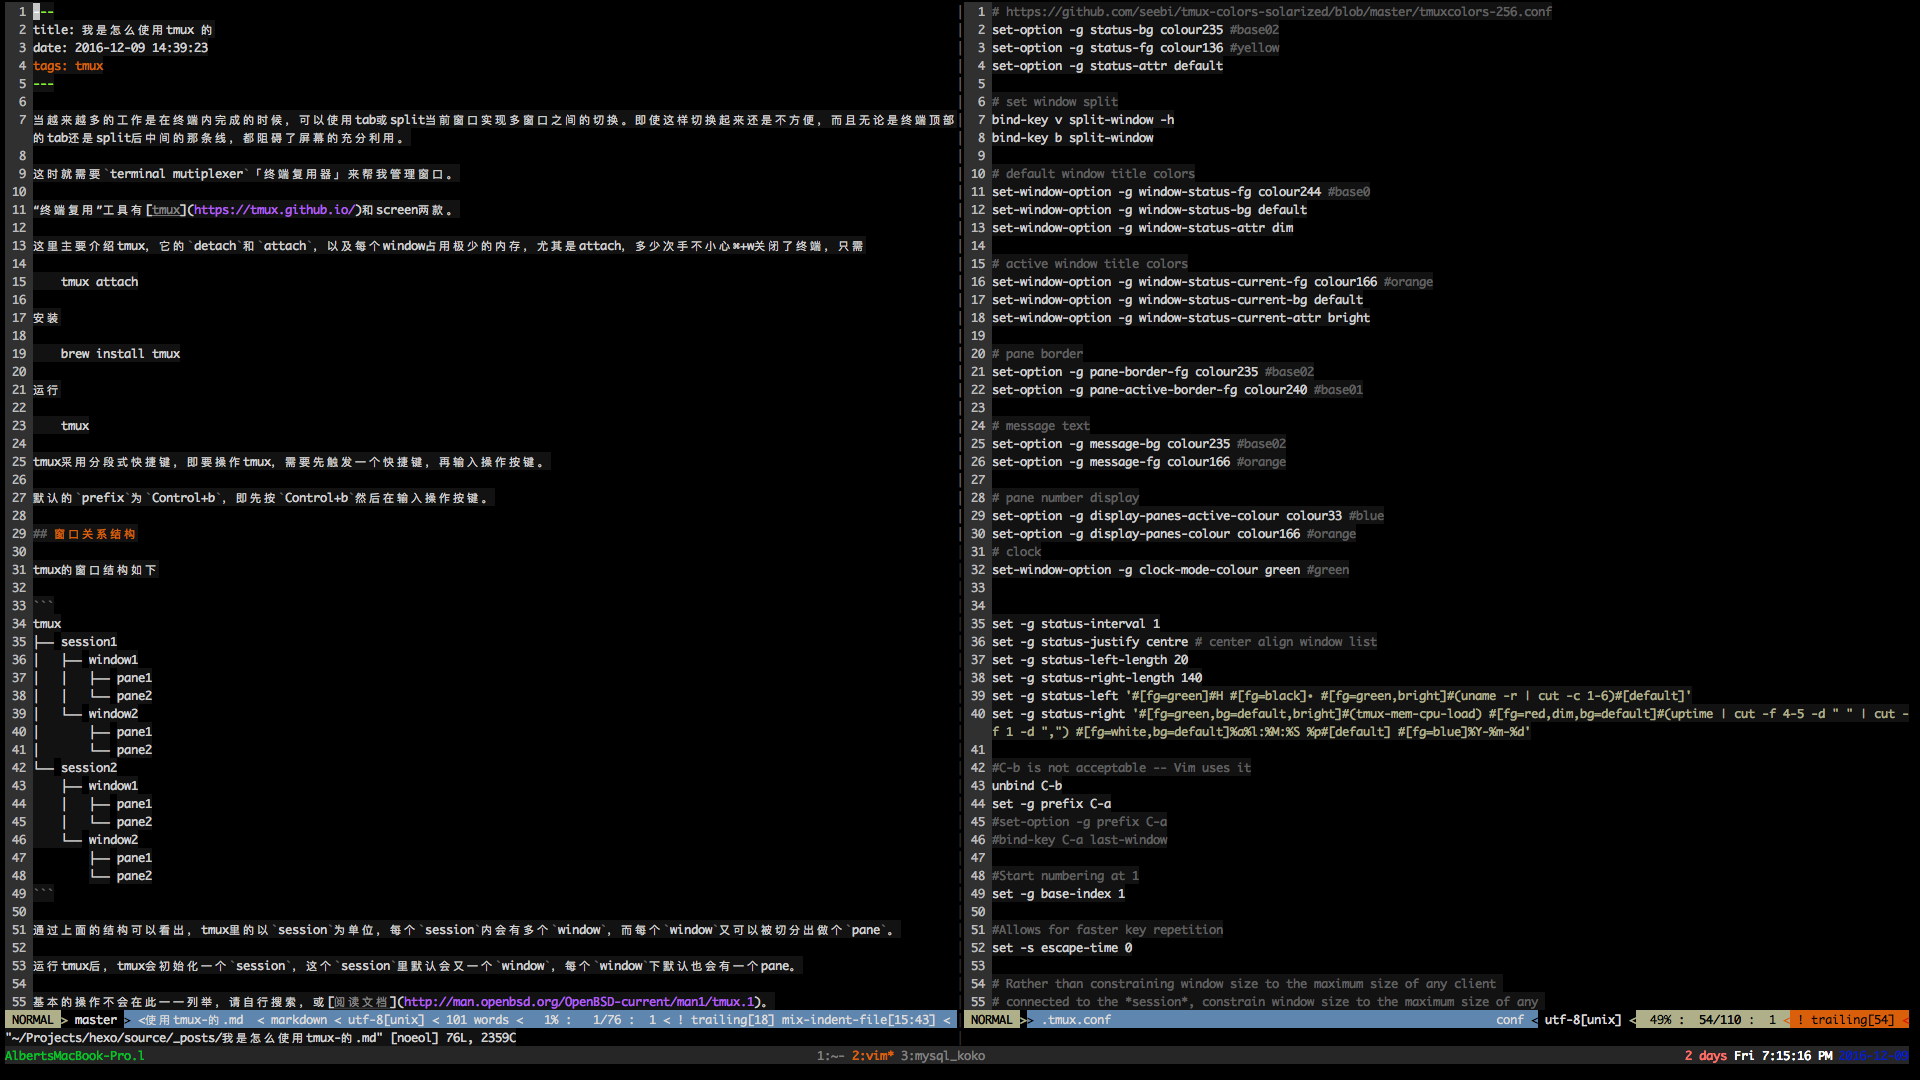 1 ---
2 title: 我是怎么使用tmux 的
3 date: 2016-12-09 14:39:23
4 tags: tmux
5 ---
6
7 当越来越多的工作是在终端内完成的时候，可以使用tab或split当前窗口实现多窗口之间的切换。即使这样切换起来还是不方便，而且无论是终端顶部
的tab还是split后中间的那条线，都阻碍了屏幕的充分利用。
8
9 这时就需要`terminal mutiplexer`「终端复用器」来帮我管理窗口。
10
11 “终端复用”工具有[tmux](https://tmux.github.io/)和screen两款。
12
13 这里主要介绍tmux，它的`detach`和`attach`，以及每个window占用极少的内存，尤其是attach，多少次手不小心⌘+W关闭了终端，只需
14
15     tmux attach
16
17 安装
18
19     brew install tmux
20
21 运行
22
23     tmux
24
25 tmux采用分段式快捷键，即要操作tmux，需要先触发一个快捷键，再输入操作按键。
26
27 默认的`prefix`为`Control+b`，即先按`Control+b`然后在输入操作按键。
28
29 ## 窗口关系结构
30
31 tmux的窗口结构如下
32
33 ```
34 tmux
35 ├── session1
36 │   ├── window1
37 │   │   ├── pane1
38 │   │   └── pane2
39 │   └── window2
40 │       ├── pane1
41 │       └── pane2
42 └── session2
43     ├── window1
44     │   ├── pane1
45     │   └── pane2
46     └── window2
47         ├── pane1
48         └── pane2
49 ```
50
51 通过上面的结构可以看出，tmux里的以`session`为单位，每个`session`内会有多个`window`，而每个`window`又可以被切分出做个`pane`。
52
53 运行tmux后，tmux会初始化一个`session`，这个`session`里默认会又一个`window`，每个`window`下默认也会有一个pane。
54
55 基本的操作不会在此一一列举，请自行搜索，或[阅读文档](http://man.openbsd.org/OpenBSD-current/man1/tmux.1)。
NORMAL > master > <使用tmux-的.md < markdown < utf-8[unix] < 101 words < 1% : 1/76 : 1 < ! trailing[18] mix-indent-file[15:43] <
"~/Projects/hexo/source/_posts/我是怎么使用tmux-的.md" [noeol] 76L, 2359C
1 # https://github.com/seebi/tmux-colors-solarized/blob/master/tmuxcolors-256.conf
2 set-option -g status-bg colour235 #base02
3 set-option -g status-fg colour136 #yellow
4 set-option -g status-attr default
5
6 # set window split
7 bind-key v split-window -h
8 bind-key b split-window
9
10 # default window title colors
11 set-window-option -g window-status-fg colour244 #base0
12 set-window-option -g window-status-bg default
13 set-window-option -g window-status-attr dim
14
15 # active window title colors
16 set-window-option -g window-status-current-fg colour166 #orange
17 set-window-option -g window-status-current-bg default
18 set-window-option -g window-status-current-attr bright
19
20 # pane border
21 set-option -g pane-border-fg colour235 #base02
22 set-option -g pane-active-border-fg colour240 #base01
23
24 # message text
25 set-option -g message-bg colour235 #base02
26 set-option -g message-fg colour166 #orange
27
28 # pane number display
29 set-option -g display-panes-active-colour colour33 #blue
30 set-option -g display-panes-colour colour166 #orange
31 # clock
32 set-window-option -g clock-mode-colour green #green
33
34
35 set -g status-interval 1
36 set -g status-justify centre # center align window list
37 set -g status-left-length 20
38 set -g status-right-length 140
39 set -g status-left '#[fg=green]#H #[fg=black]• #[fg=green,bright]#(uname -r | cut -c 1-6)#[default]'
40 set -g status-right '#[fg=green,bg=default,bright]#(tmux-mem-cpu-load) #[fg=red,dim,bg=default]#(uptime | cut -f 4-5 -d " " | cut -
f 1 -d ",") #[fg=white,bg=default]%a%l:%M:%S %p#[default] #[fg=blue]%Y-%m-%d'
41
42 #C-b is not acceptable -- Vim uses it
43 unbind C-b
44 set -g prefix C-a
45 #set-option -g prefix C-a
46 #bind-key C-a last-window
47
48 #Start numbering at 1
49 set -g base-index 1
50
51 #Allows for faster key repetition
52 set -s escape-time 0
53
54 # Rather than constraining window size to the maximum size of any client
55 # connected to the *session*, constrain window size to the maximum size of any
NORMAL >> .tmux.conf conf < utf-8[unix] < 49% : 54/110 : 1 < ! trailing[54] <
AlbertsMacBook-Pro.l 1:~- 2:vim* 3:mysql_koko 2 days Fri 7:15:16 PM 2016-12-09